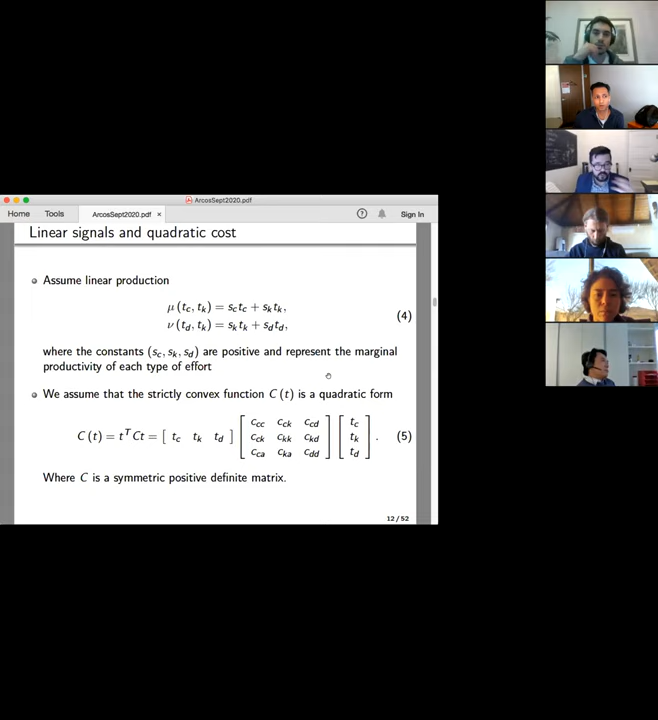 ArcosSept2020.pdf
Home Tools ArcosSept2020.pdf × Sign In
Linear signals and quadratic cost
Assume linear production
μ(t_c, t_k) = s_c t_c + s_k t_k,
ν(t_d, t_k) = s_k t_k + s_d t_d, (4)
where the constants (s_c, s_k, s_d) are positive and represent the marginal
productivity of each type of effort
We assume that the strictly convex function C(t) is a quadratic form
C(t) = t^T Ct = [ t_c t_k t_d ] [ c_cc c_ck c_cd ; c_ck c_kk c_kd ; c_ca c_ka c_dd ] [ t_c ; t_k ; t_d ] . (5)
Where C is a symmetric positive definite matrix.
12/52